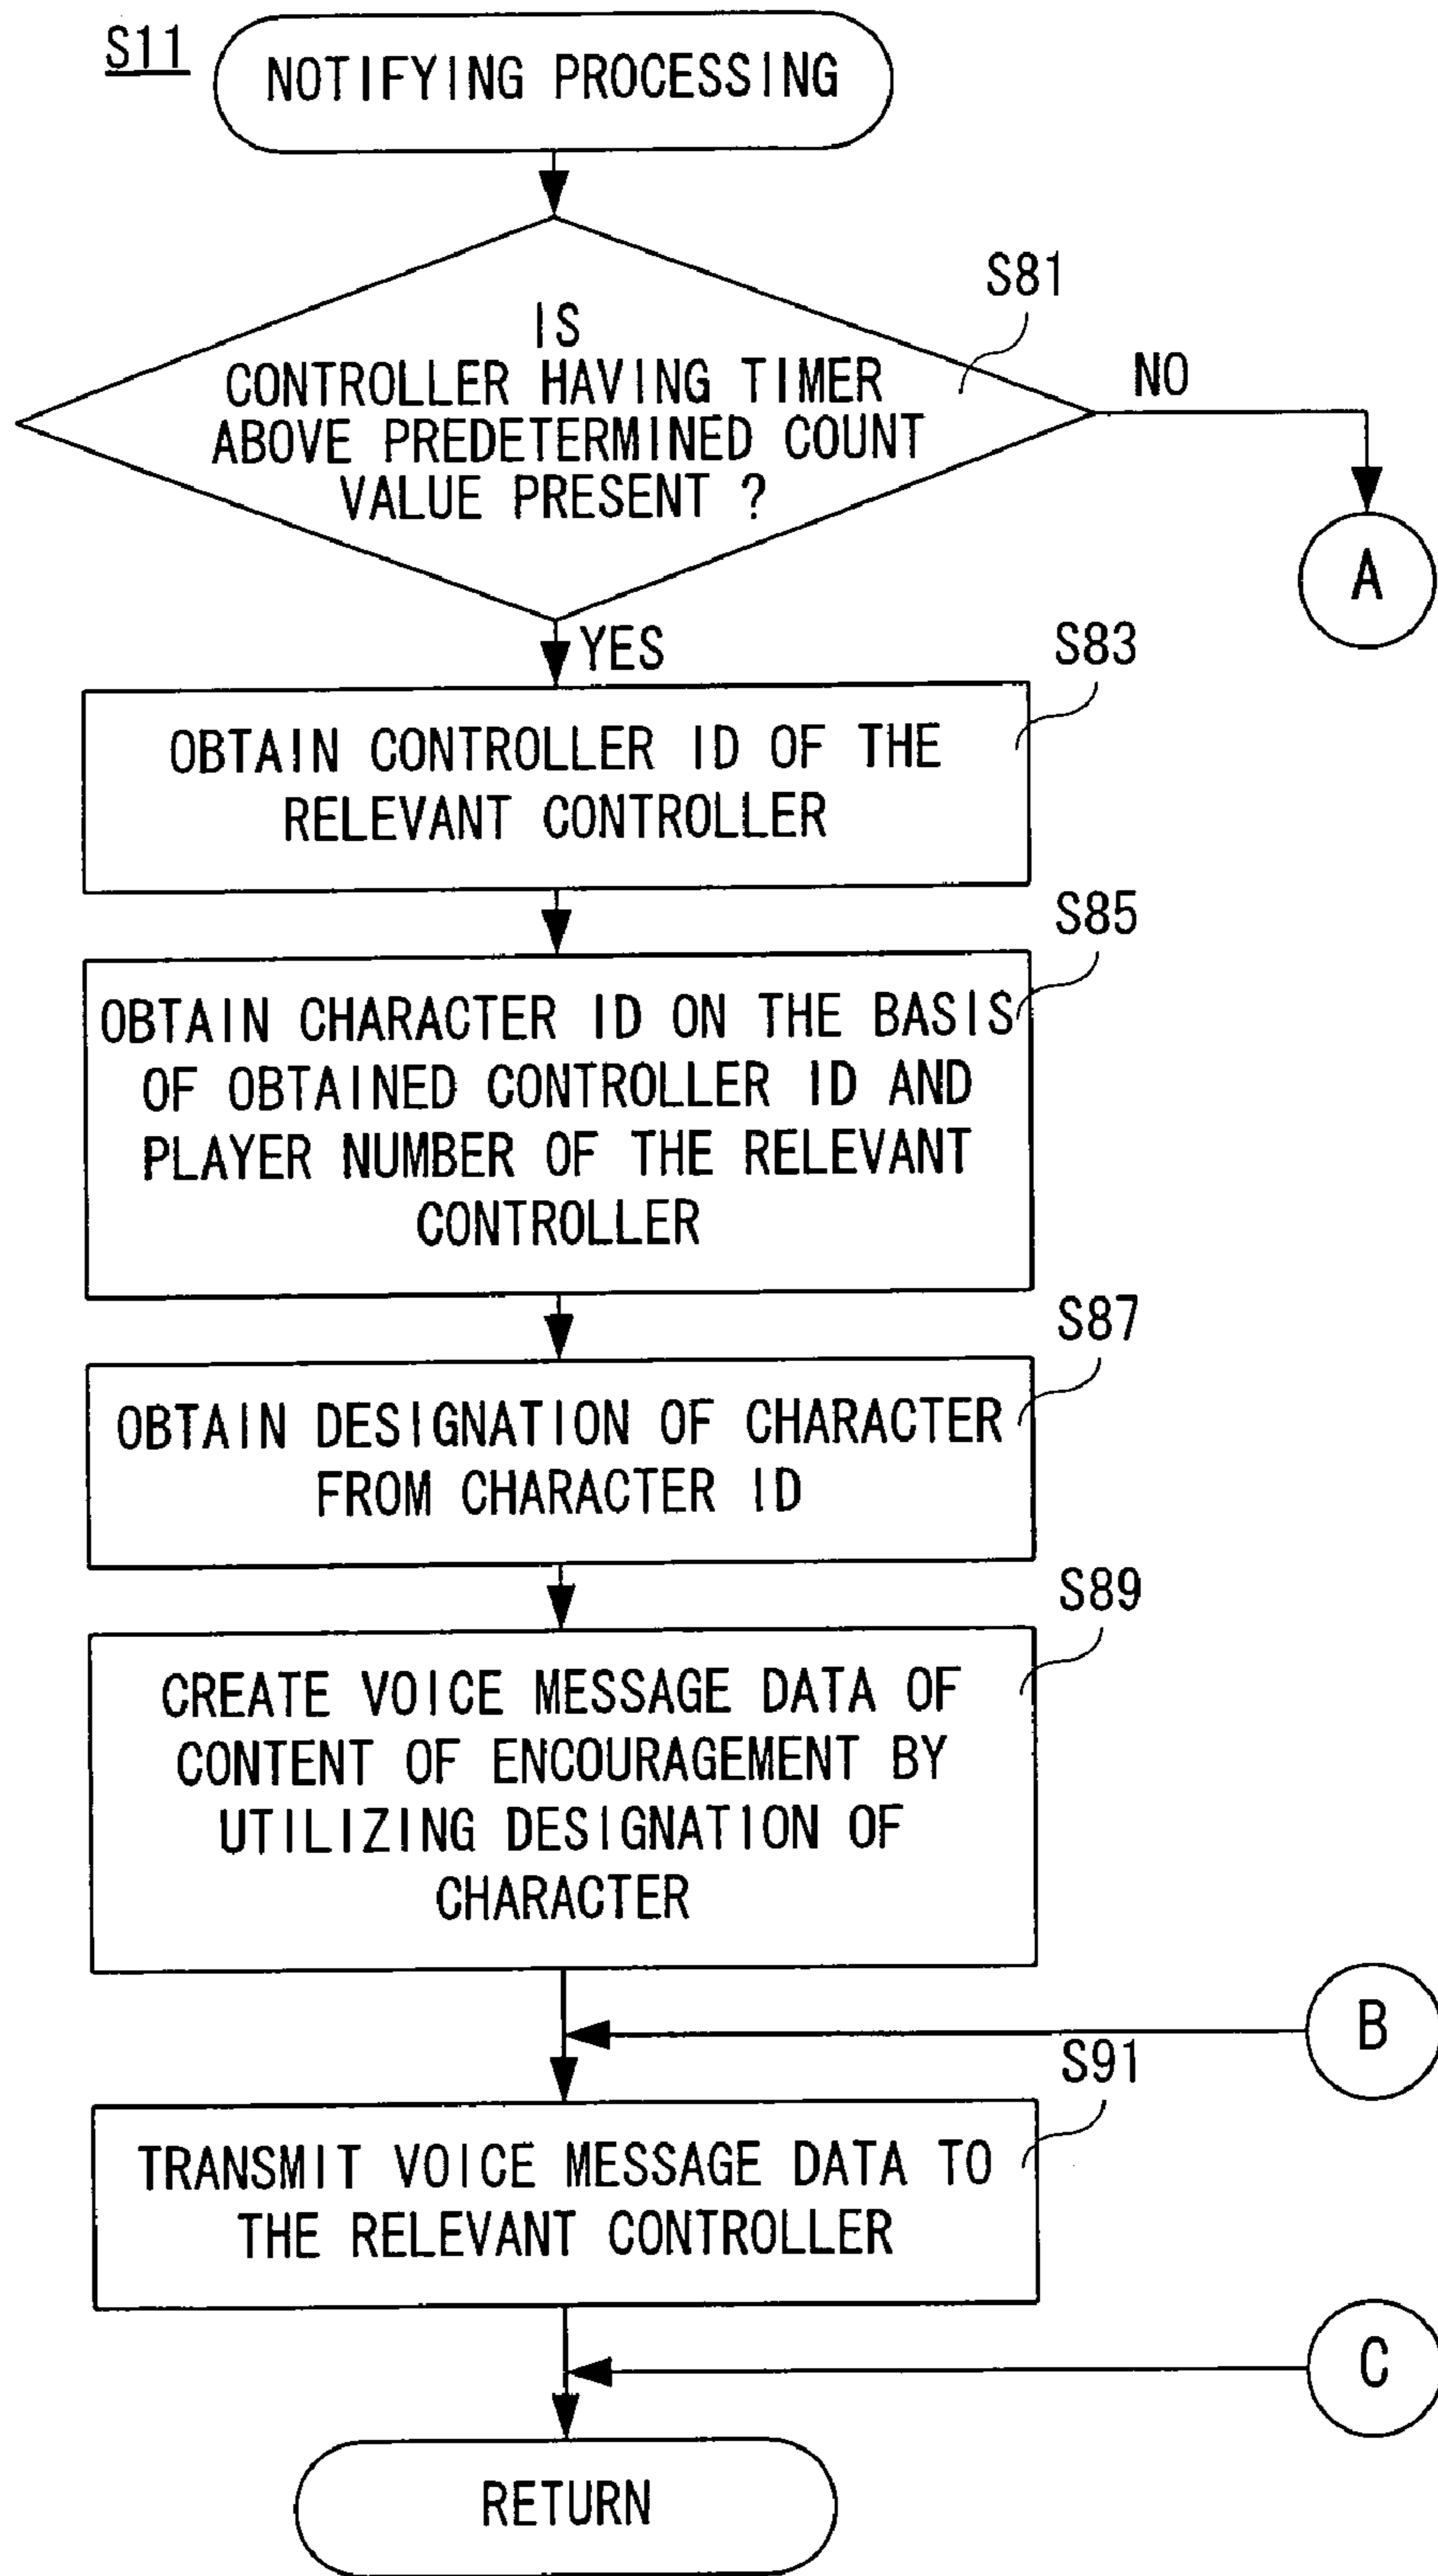 S11
NOTIFYING PROCESSING
S81
IS
CONTROLLER HAVING TIMER
ABOVE PREDETERMINED COUNT
VALUE PRESENT ?
NO
A
YES
S83
OBTAIN CONTROLLER ID OF THE
RELEVANT CONTROLLER
S85
OBTAIN CHARACTER ID ON THE BASIS
OF OBTAINED CONTROLLER ID AND
PLAYER NUMBER OF THE RELEVANT
CONTROLLER
S87
OBTAIN DESIGNATION OF CHARACTER
FROM CHARACTER ID
S89
CREATE VOICE MESSAGE DATA OF
CONTENT OF ENCOURAGEMENT BY
UTILIZING DESIGNATION OF
CHARACTER
B
S91
TRANSMIT VOICE MESSAGE DATA TO
THE RELEVANT CONTROLLER
C
RETURN